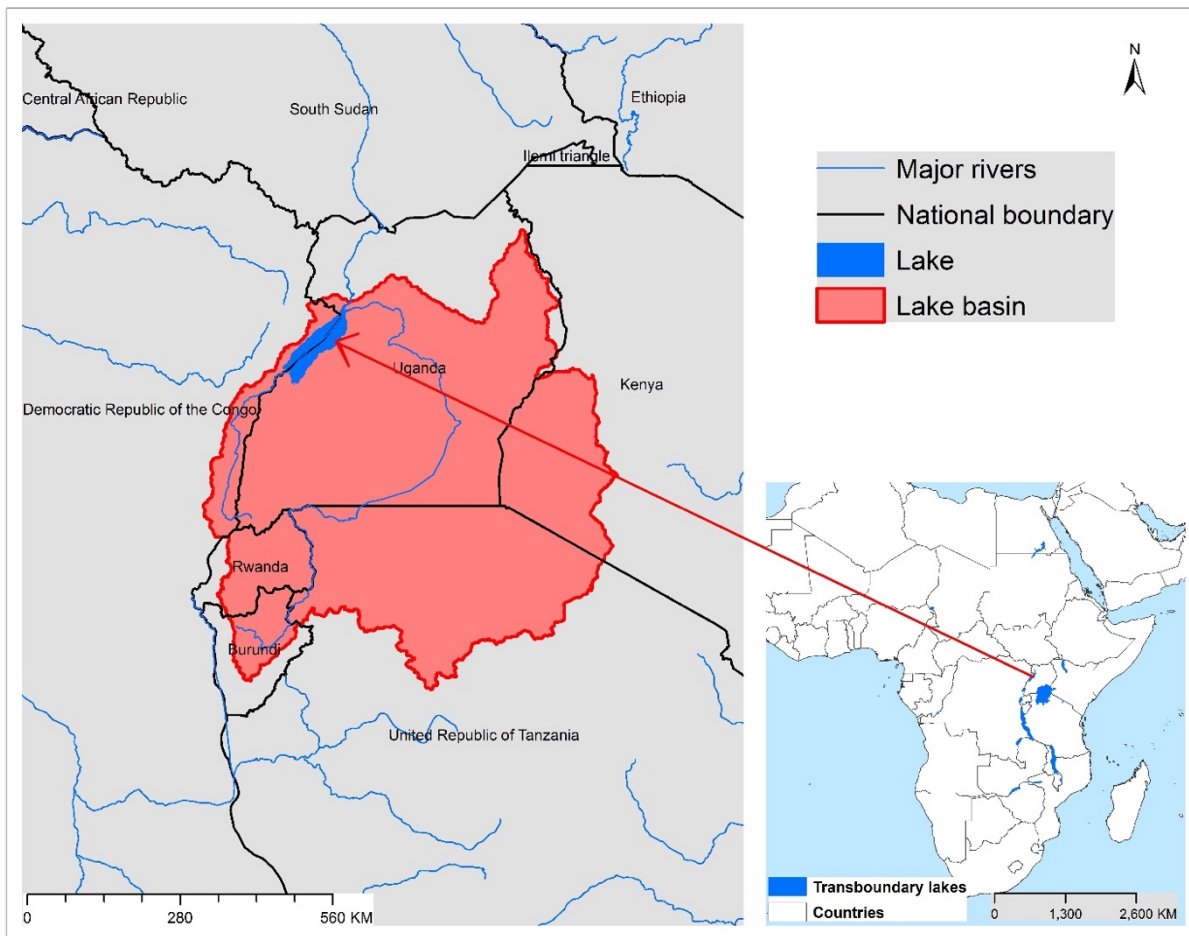 N
Central African Republic
South Sudan
Ethiopia
Ilemi triangle
Major rivers
National boundary
Lake
Lake basin
Uganda
Kenya
Democratic Republic of the Congo
Rwanda
Burundi
United Republic of Tanzania
0 280 560 KM
Transboundary lakes
Countries
0 1,300 2,600 KM